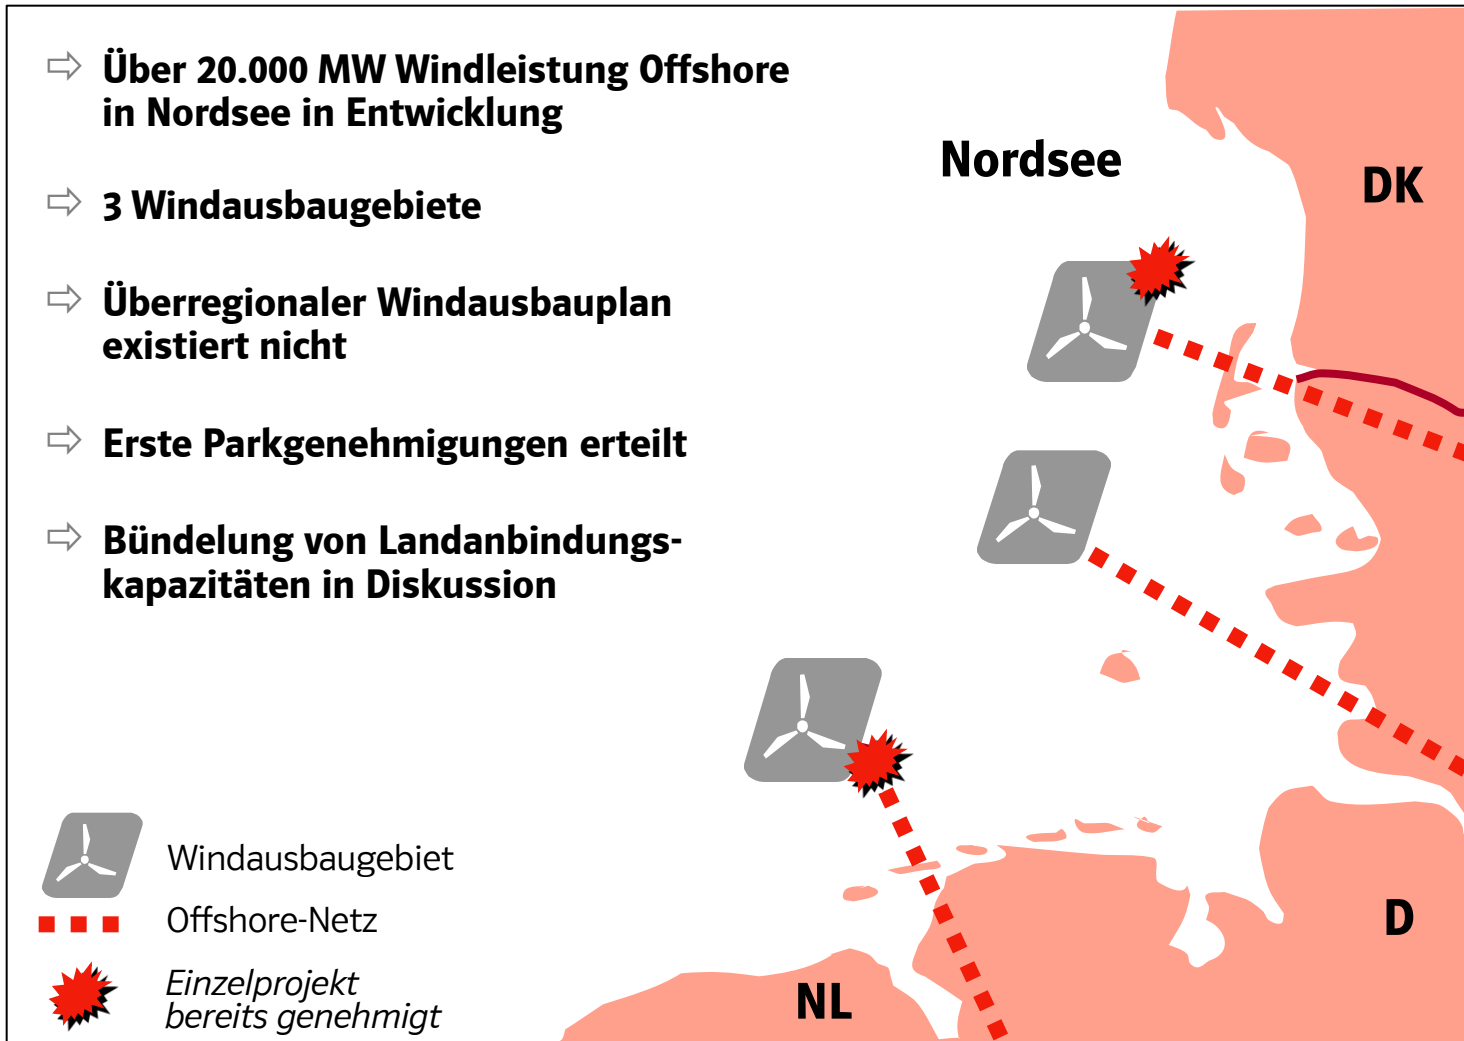 Über 20.000 MW Windleistung Offshore
in Nordsee in Entwicklung
3 Windausbaugebiete
Überregionaler Windausbauplan
existiert nicht
Erste Parkgenehmigungen erteilt
Bündelung von Landanbindungs-
kapazitäten in Diskussion
Nordsee
DK
D
NL
Windausbaugebiet
Offshore-Netz
Einzelprojekt
bereits genehmigt